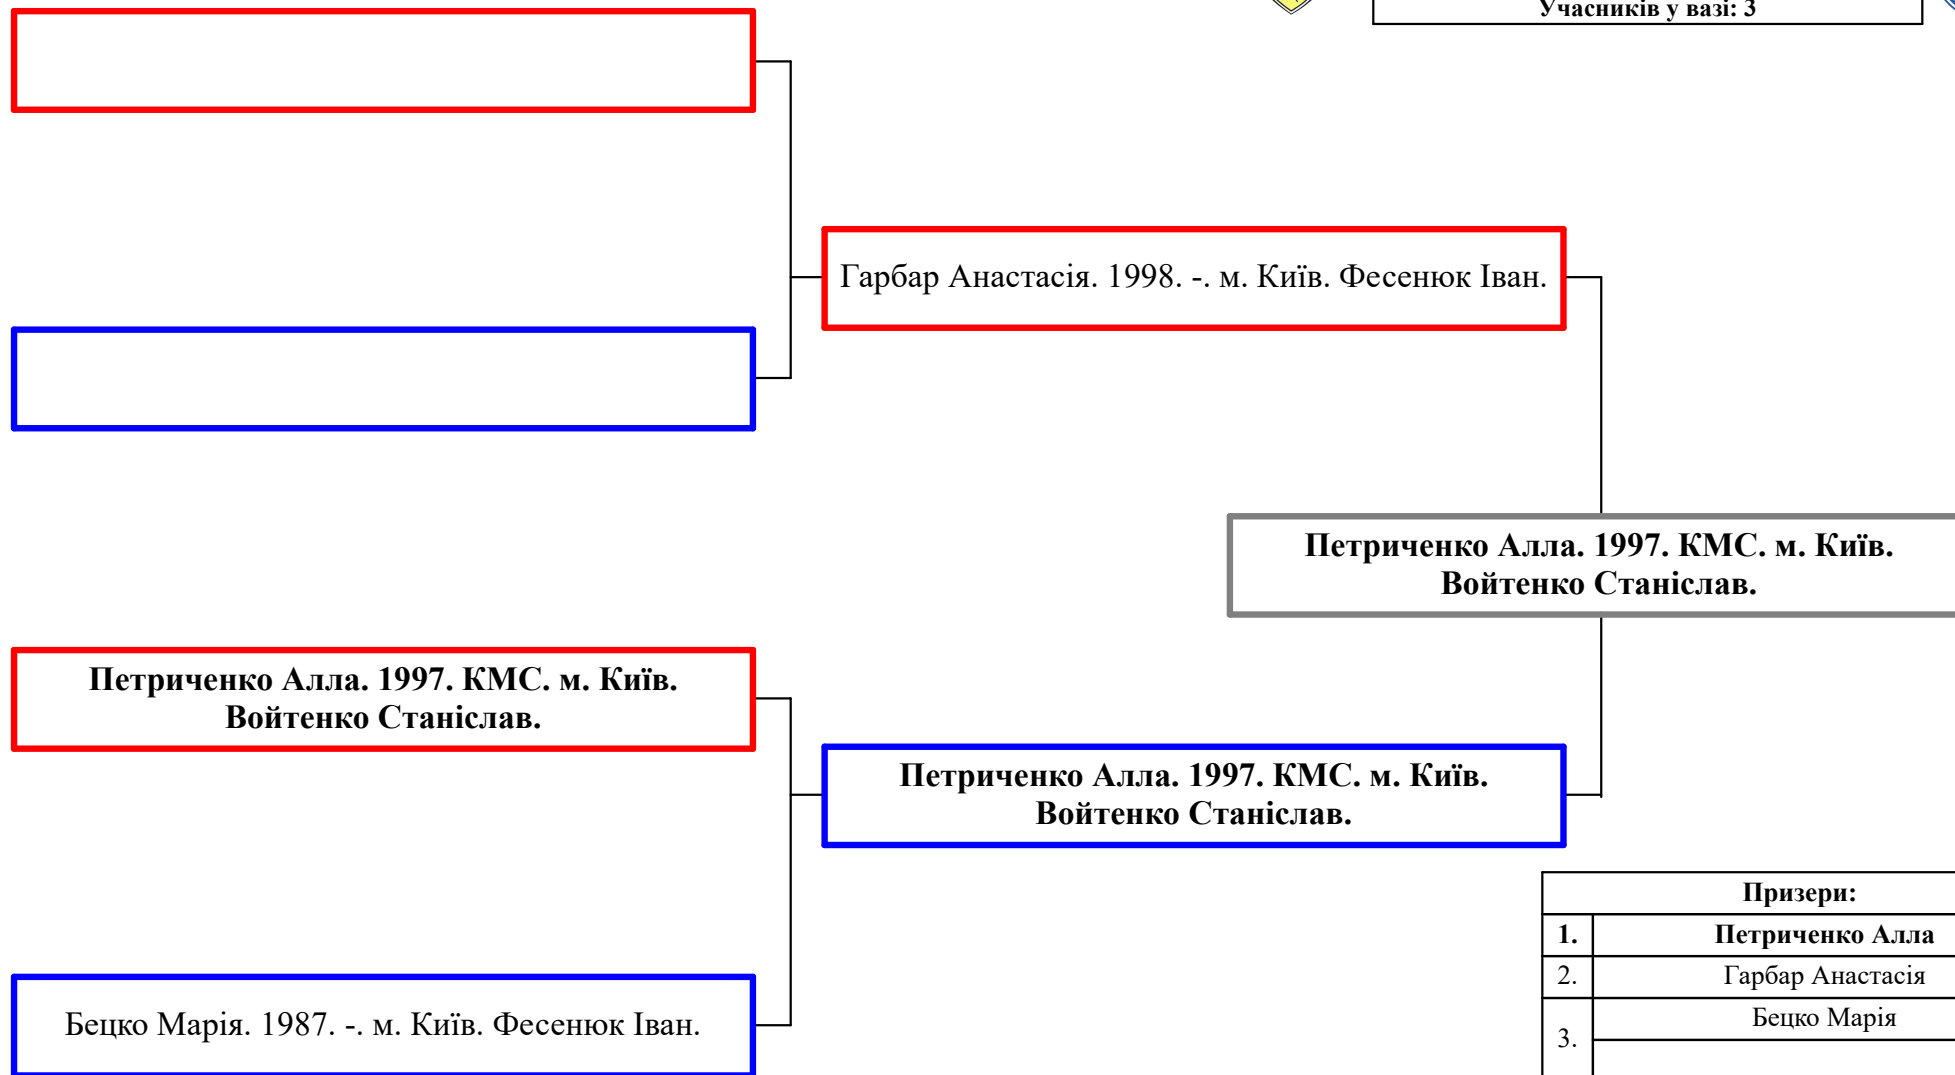 Учасників у вазі: 3
Гарбар Анастасія. 1998. -. м. Київ. Фесенюк Іван.
Петриченко Алла. 1997. КМС. м. Київ.
Войтенко Станіслав.
Петриченко Алла. 1997. КМС. м. Київ.
Войтенко Станіслав.
Петриченко Алла. 1997. КМС. м. Київ.
Войтенко Станіслав.
Бецко Марія. 1987. -. м. Київ. Фесенюк Іван.
Призери:
1. Петриченко Алла
2. Гарбар Анастасія
3. Бецко Марія